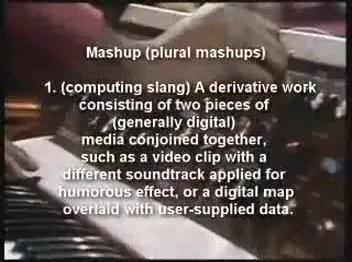 Mashup (plural mashups)
1. (computing slang) A derivative work
consisting of two pieces of
(generally digital)
media conjoined together,
such as a video clip with a
different soundtrack applied for
humorous effect, or a digital map
overlaid with user-supplied data.